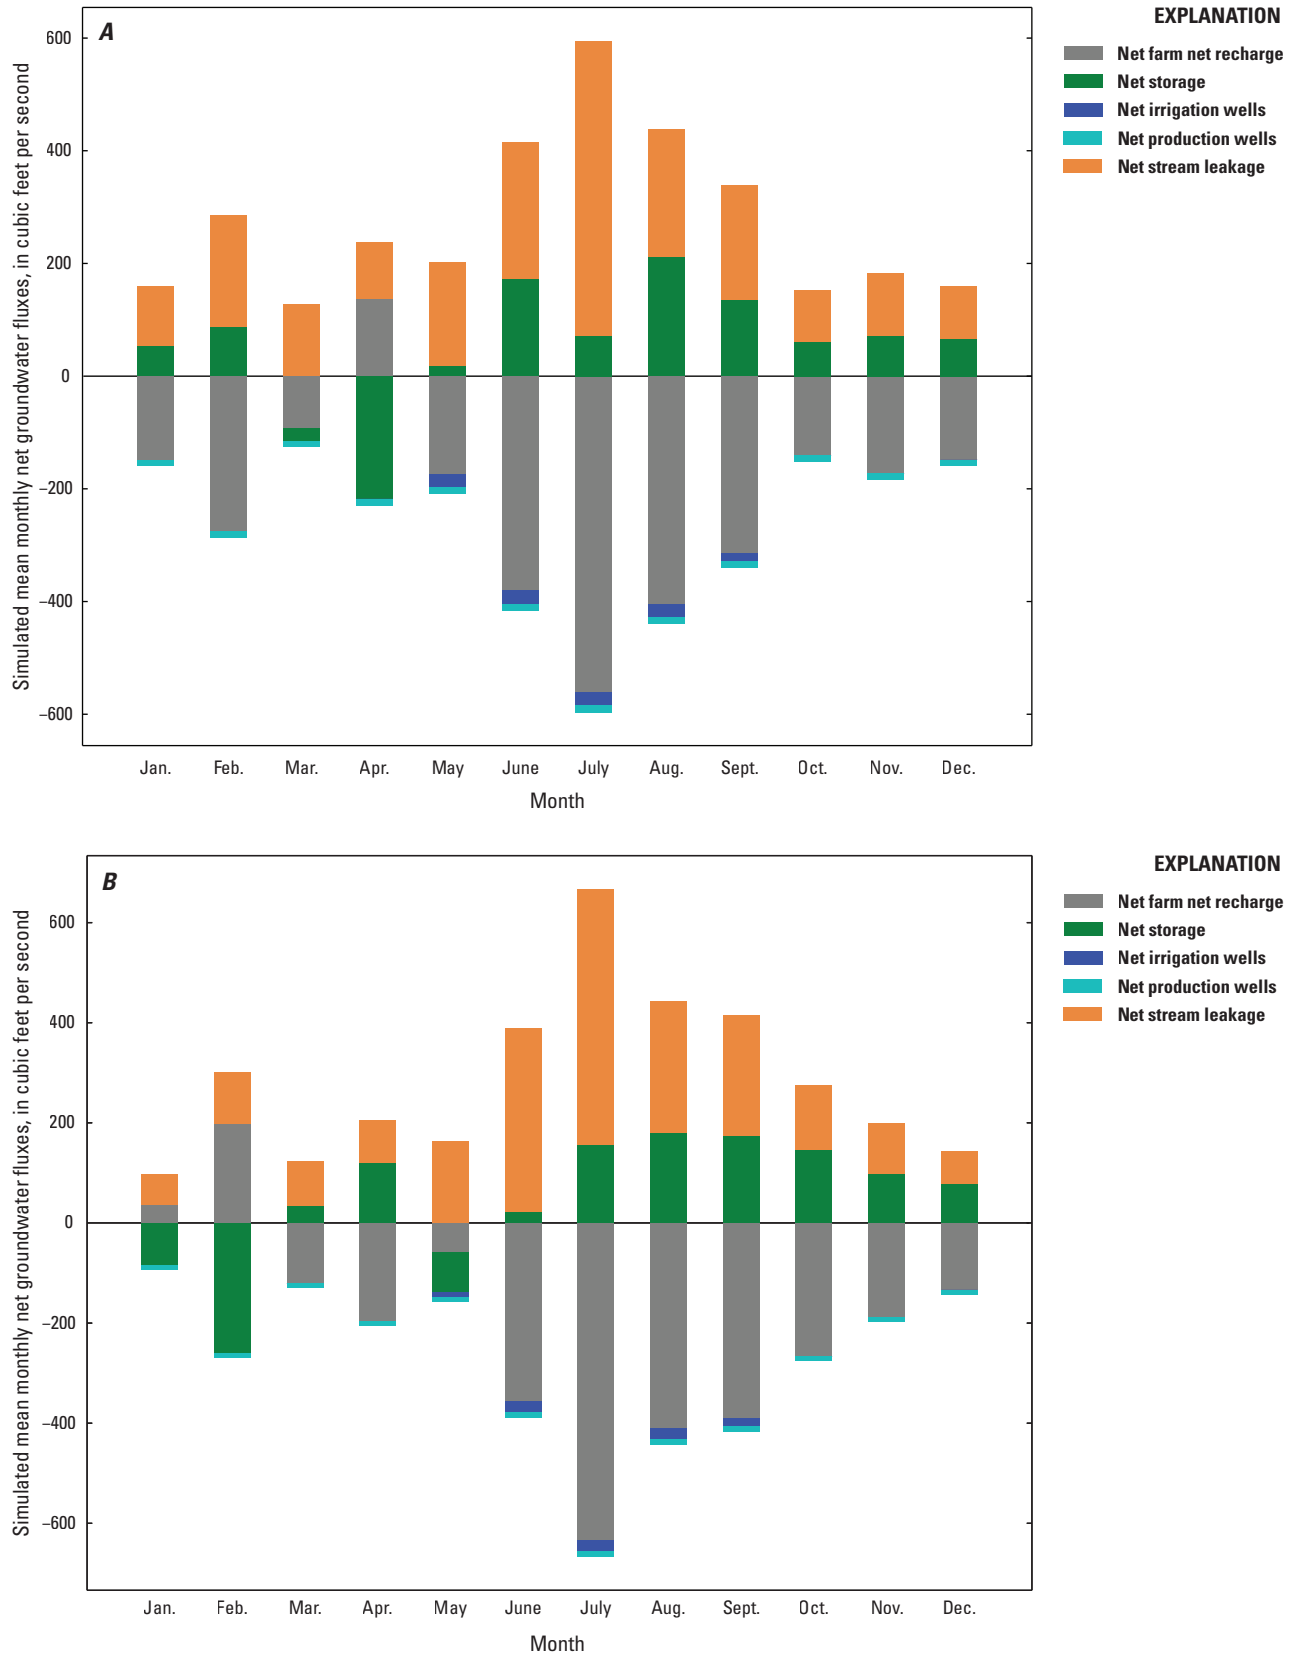 A
EXPLANATION
Net farm net recharge
Net storage
Net irrigation wells
Net production wells
Net stream leakage
Simulated mean monthly net groundwater fluxes, in cubic feet per second
600
400
200
0
−200
−400
−600
Jan. Feb. Mar. Apr. May June July Aug. Sept. Oct. Nov. Dec.
Month
B
EXPLANATION
Net farm net recharge
Net storage
Net irrigation wells
Net production wells
Net stream leakage
Simulated mean monthly net groundwater fluxes, in cubic feet per second
600
400
200
0
−200
−400
−600
Jan. Feb. Mar. Apr. May June July Aug. Sept. Oct. Nov. Dec.
Month